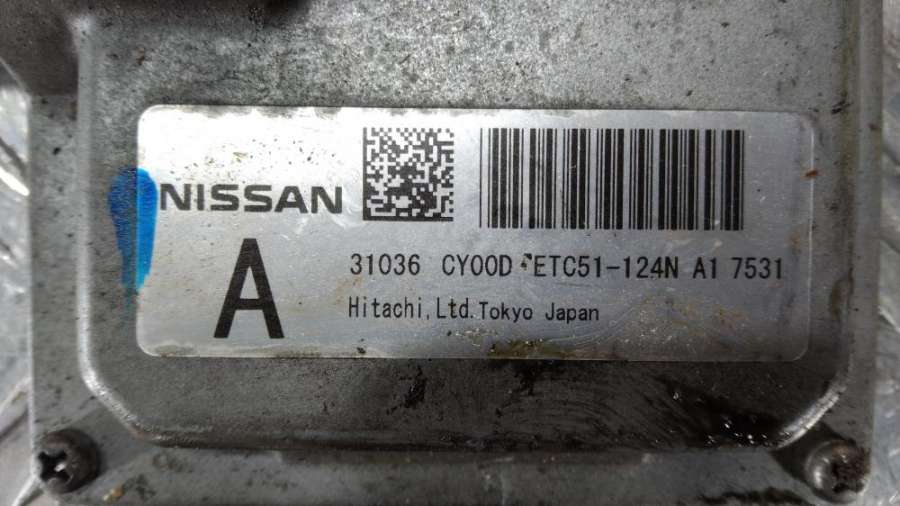 NISSAN
A
31036 CY00D ETC51-124N A1 7531
Hitachi,Ltd.Tokyo Japan